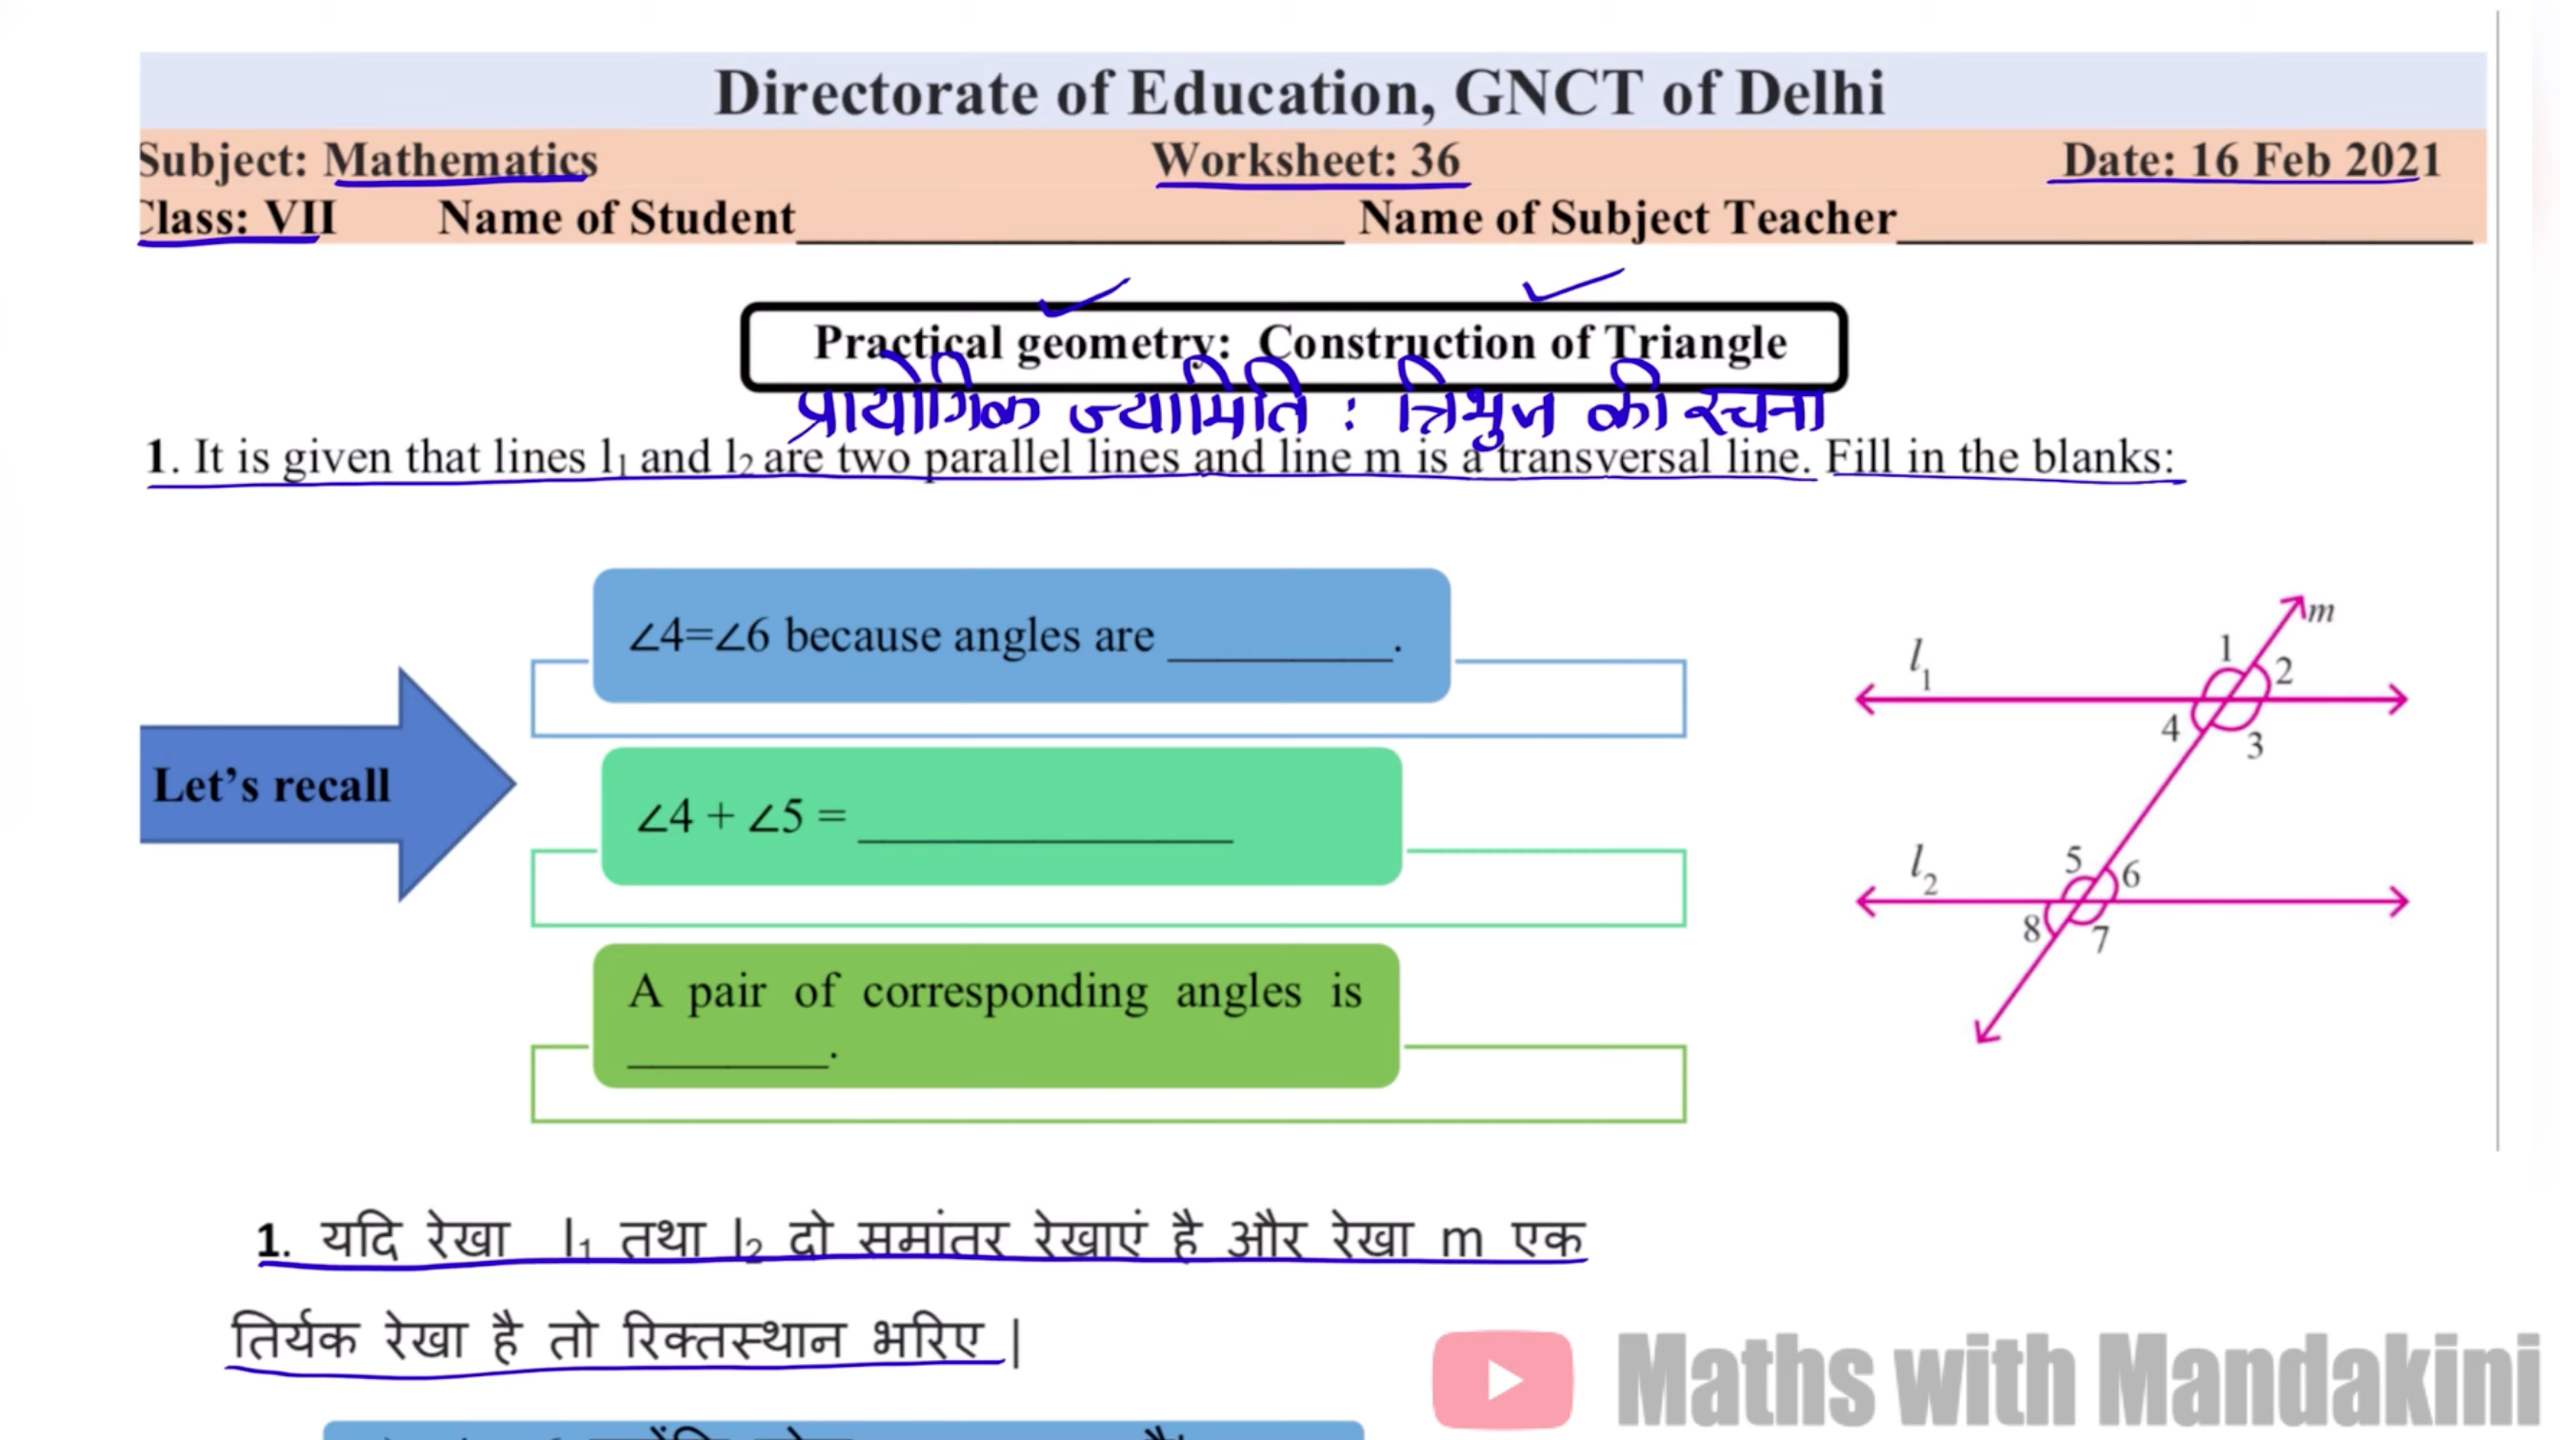 Directorate of Education, GNCT of Delhi
Subject: Mathematics Worksheet: 36 Date: 16 Feb 2021
Class: VII Name of Student____________ Name of Subject Teacher____________
Practical geometry: Construction of Triangle
प्रायोगिक ज्यामिति : त्रिभुज की रचना
1. It is given that lines l₁ and l₂ are two parallel lines and line m is a transversal line. Fill in the blanks:
∠4=∠6 because angles are _________.
Let's recall
∠4 + ∠5 = _______________
A pair of corresponding angles is
________.
m
l₁
1
2
4
3
l₂
5
6
8
7
1. यदि रेखा l₁ तथा l₂ दो समांतर रेखाएं है और रेखा m एक
तिर्यक रेखा है तो रिक्तस्थान भरिए |
Maths with Mandakini